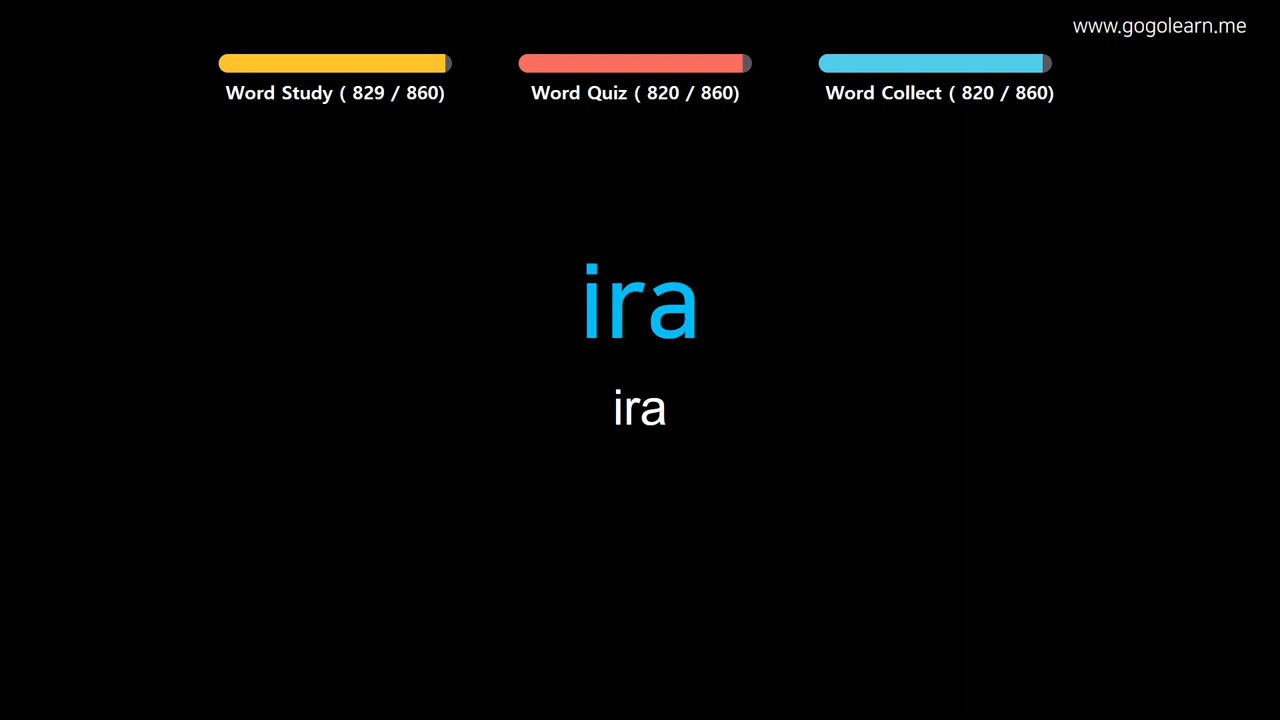 www.gogolearn.me
Word Study ( 829 / 860)
Word Quiz ( 820 / 860)
Word Collect ( 820 / 860)
ira
ira